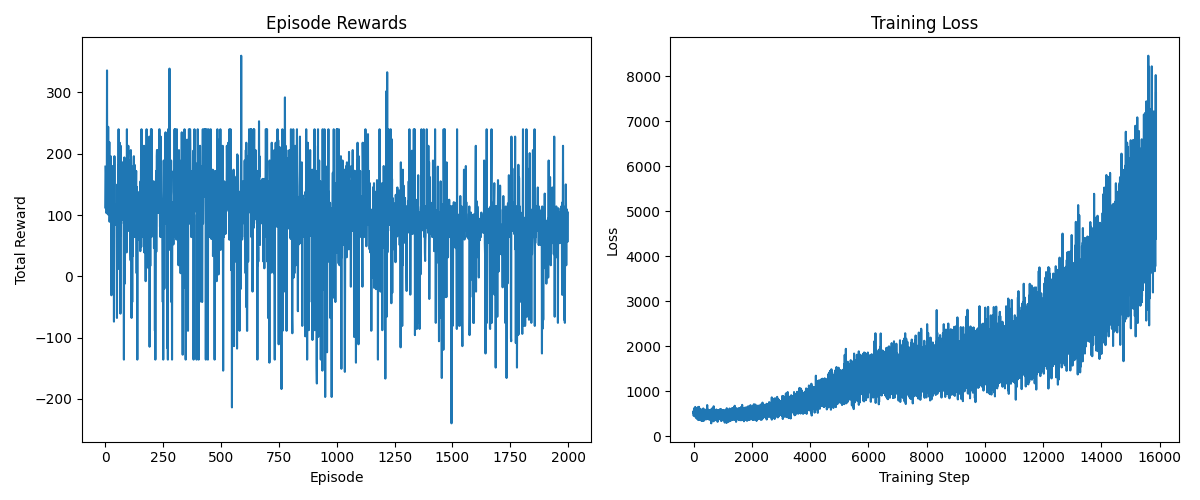 Episode Rewards
Total Reward
300
200
100
0
−100
−200
0 250 500 750 1000 1250 1500 1750 2000
Episode
Training Loss
Loss
8000
7000
6000
5000
4000
3000
2000
1000
0
0 2000 4000 6000 8000 10000 12000 14000 16000
Training Step